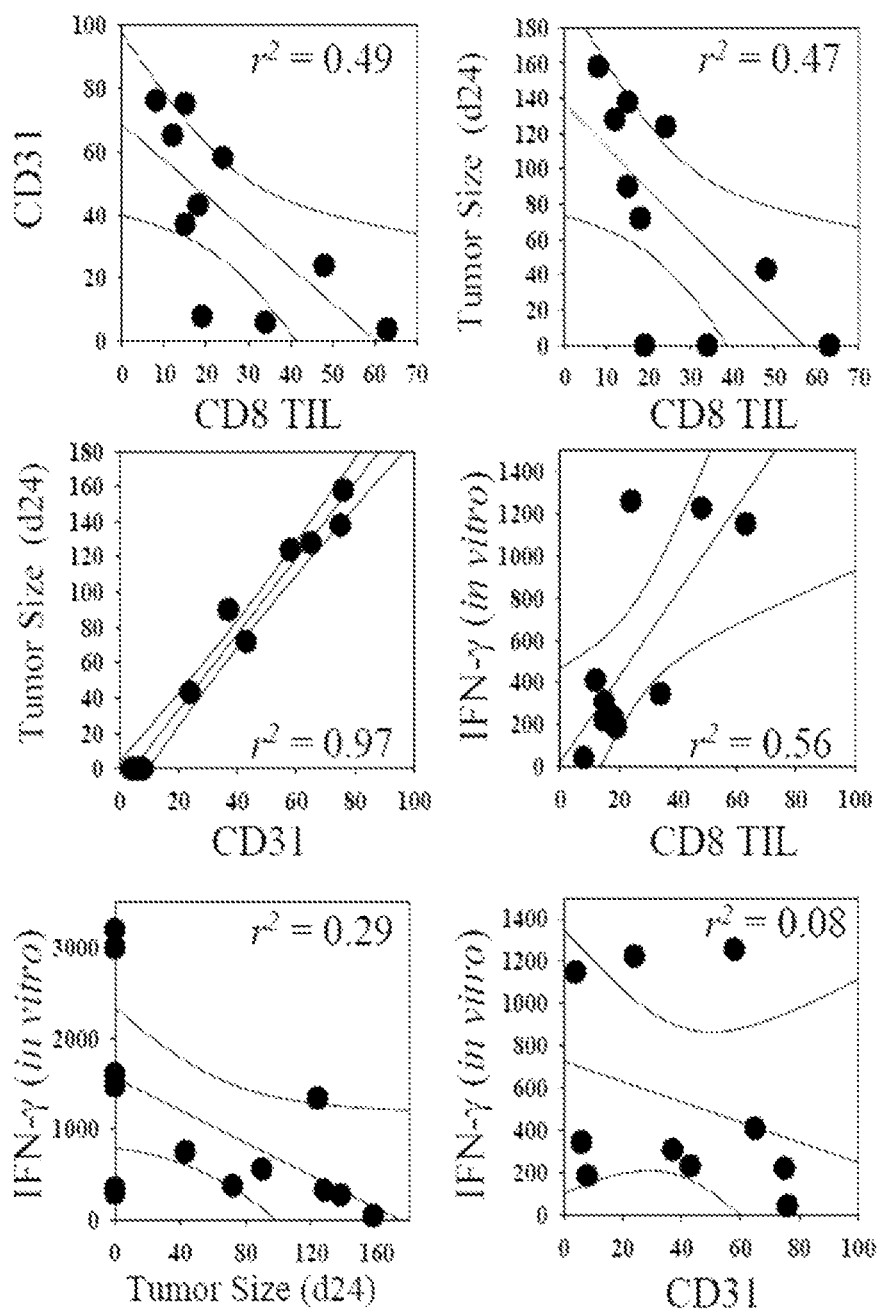 r² = 0.49
CD31
100
80
60
40
20
0
0 10 20 30 40 50 60 70
CD8 TIL
r² = 0.47
Tumor Size (d24)
180
160
140
120
100
80
60
40
20
0
0 10 20 30 40 50 60 70
CD8 TIL
Tumor Size (d24)
180
160
140
120
100
80
60
40
20
0
r² = 0.97
0 20 40 60 80 100
CD31
IFN-γ (in vitro)
1400
1200
1000
800
600
400
200
0
r² = 0.56
0 20 40 60 80 100
CD8 TIL
r² = 0.29
IFN-γ (in vitro)
3000
2000
1000
0
0 40 80 120 160
Tumor Size (d24)
r² = 0.08
IFN-γ (in vitro)
1400
1200
1000
800
600
400
200
0
0 20 40 60 80 100
CD31